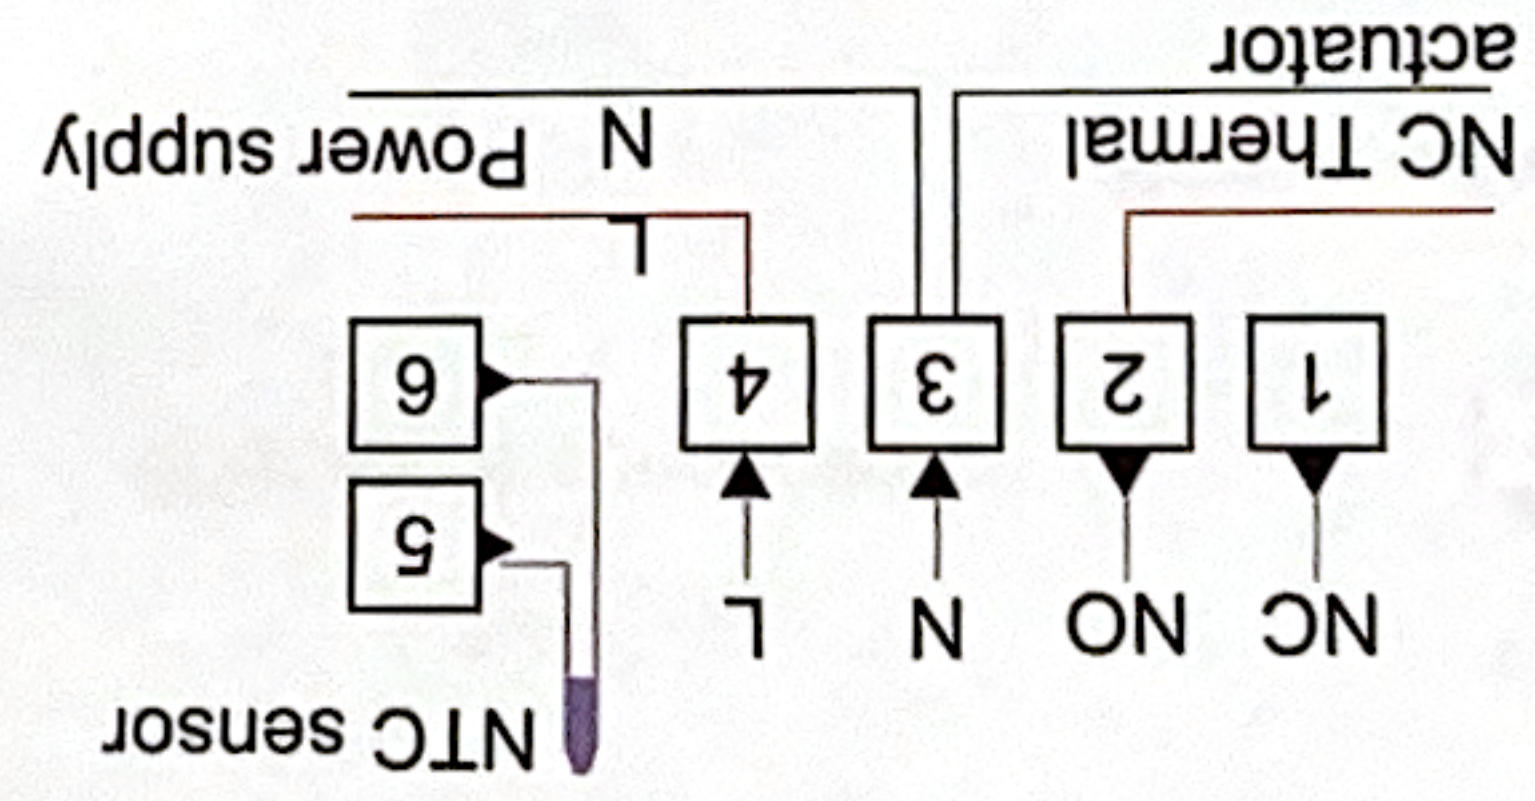 NTC sensor
NC NO N L
5
1 2 3 4 6
L
NC Thermal
actuator
N Power supply